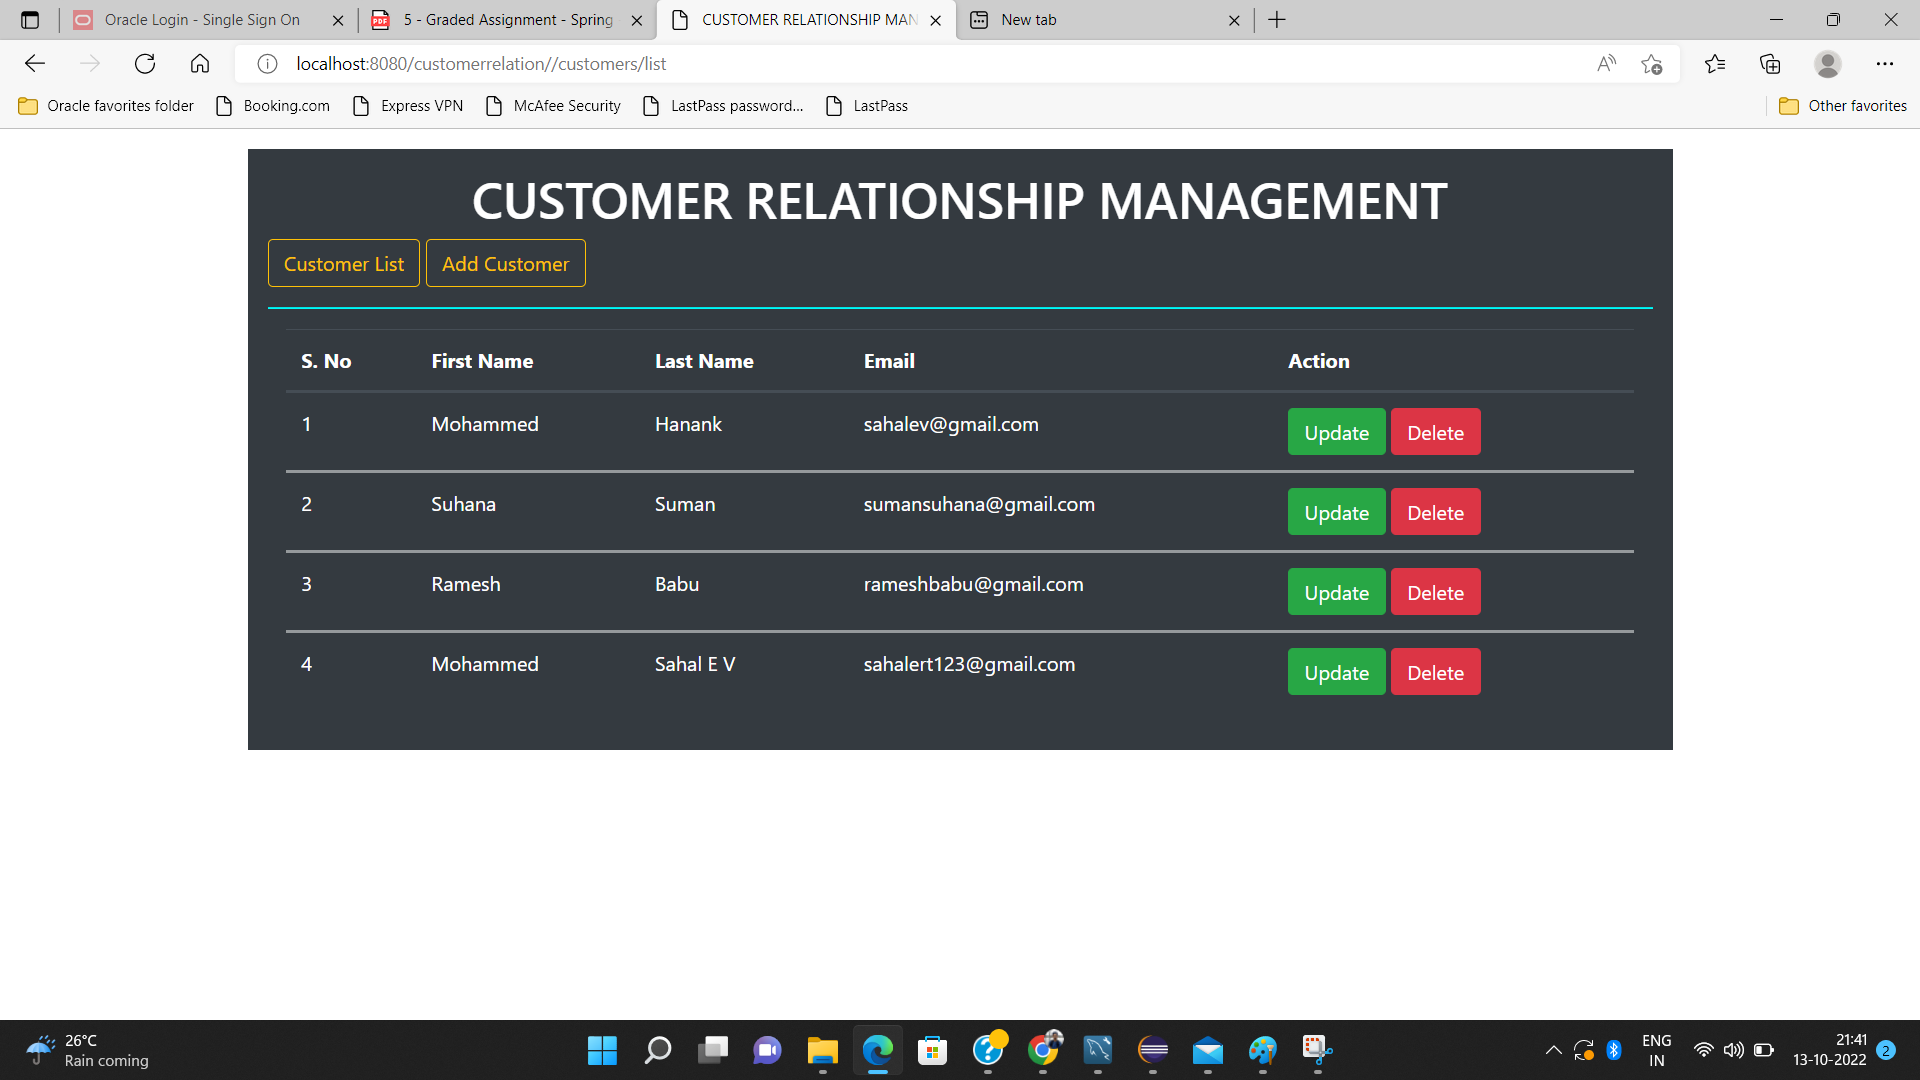 Oracle Login - Single Sign On
5 - Graded Assignment - Spring
CUSTOMER RELATIONSHIP MAN
New tab
localhost:8080/customerrelation//customers/list
Oracle favorites folder
Booking.com
Express VPN
McAfee Security
LastPass password...
LastPass
Other favorites
CUSTOMER RELATIONSHIP MANAGEMENT
Customer List Add Customer
S. No First Name Last Name Email Action
1 Mohammed Hanank sahalev@gmail.com Update Delete
2 Suhana Suman sumansuhana@gmail.com Update Delete
3 Ramesh Babu rameshbabu@gmail.com Update Delete
4 Mohammed Sahal E V sahalert123@gmail.com Update Delete
26°C
Rain coming
ENG
IN
21:41
13-10-2022
2